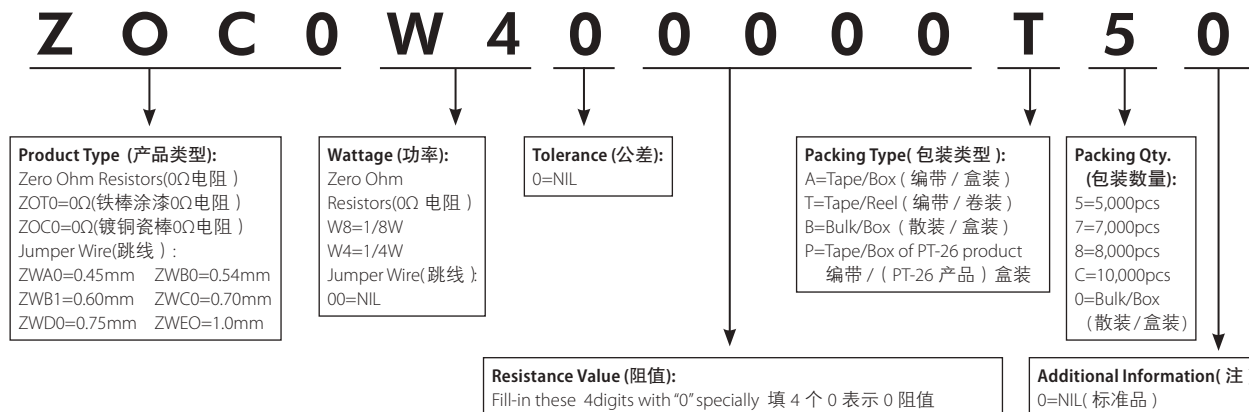 Z O C 0 W 4 0 0 0 0 0 T 5 0
Product Type (产品类型):
Zero Ohm Resistors(0Ω电阻)
ZOT0=0Ω(铁棒涂漆0Ω电阻)
ZOC0=0Ω(镀铜瓷棒0Ω电阻)
Jumper Wire(跳线):
ZWA0=0.45mm ZWB0=0.54mm
ZWB1=0.60mm ZWC0=0.70mm
ZWD0=0.75mm ZWEO=1.0mm
Wattage (功率):
Zero Ohm
Resistors(0Ω 电阻)
W8=1/8W
W4=1/4W
Jumper Wire(跳线):
00=NIL
Tolerance (公差):
0=NIL
Packing Type(包装类型):
A=Tape/Box (编带/盒装)
T=Tape/Reel (编带/卷装)
B=Bulk/Box (散装/盒装)
P=Tape/Box of PT-26 product
编带/(PT-26 产品)盒装
Packing Qty.
(包装数量):
5=5,000pcs
7=7,000pcs
8=8,000pcs
C=10,000pcs
0=Bulk/Box
(散装/盒装)
Resistance Value (阻值):
Fill-in these 4digits with "0" specially 填 4 个 0 表示 0 阻值
Additional Information( 注
0=NIL( 标准品 )